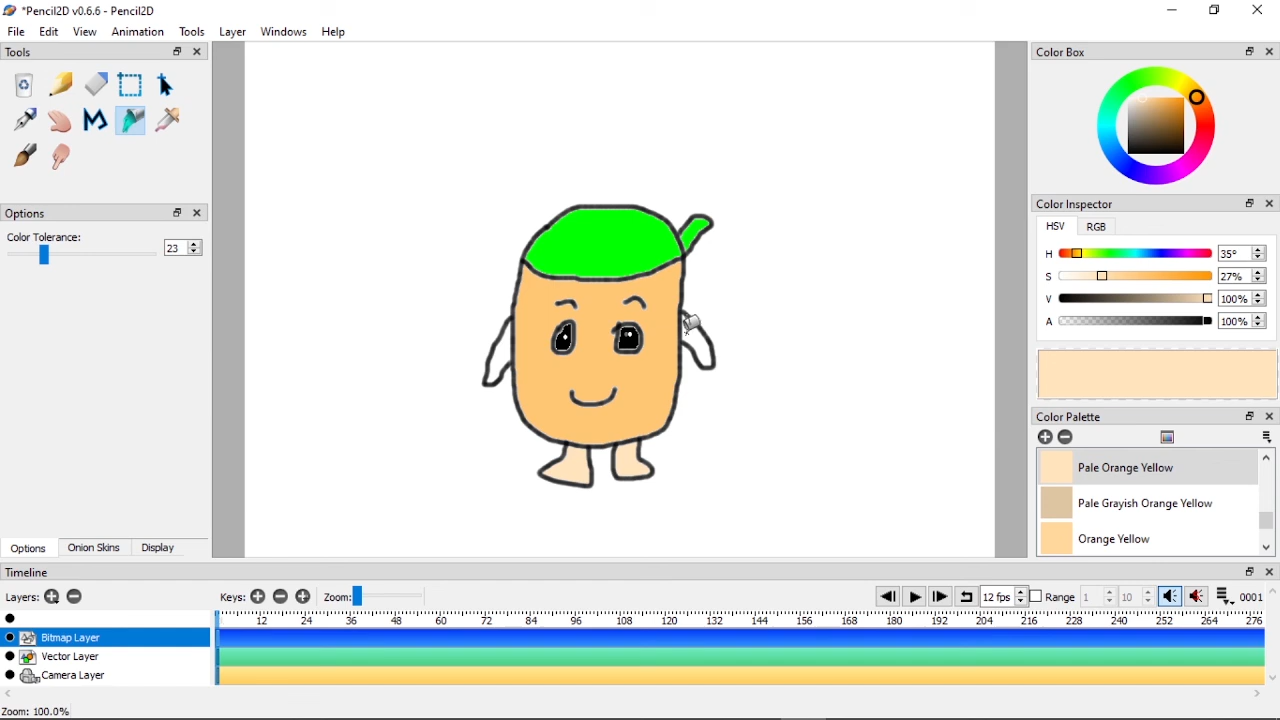 *Pencil2D v0.6.6 - Pencil2D
File Edit View Animation Tools Layer Windows Help
Tools
Color Box
Options
Color Tolerance:
23
Color Inspector
HSV RGB
H 35°
S 27%
V 100%
A 100%
Color Palette
Pale Orange Yellow
Pale Grayish Orange Yellow
Orange Yellow
Options Onion Skins Display
Timeline
Layers: Keys: Zoom: 12 fps Range 1 10 0001
12 24 36 48 60 72 84 96 108 120 132 144 156 168 180 192 204 216 228 240 252 264 276
Bitmap Layer
Vector Layer
Camera Layer
Zoom: 100.0%